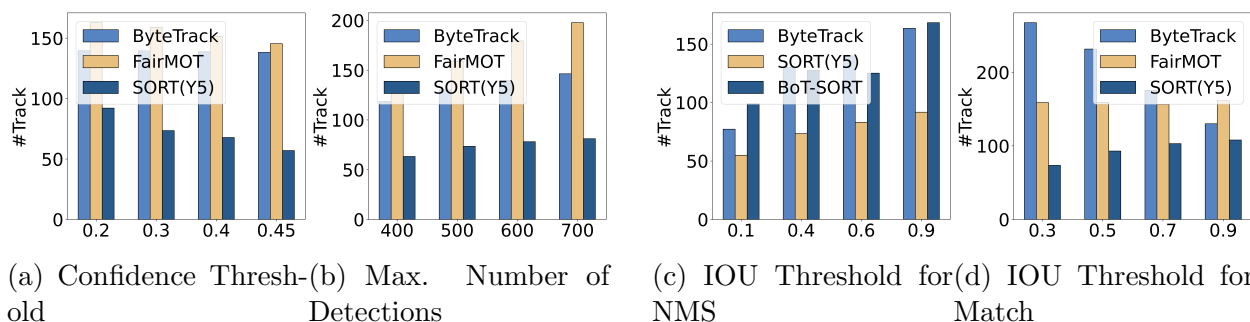 150
100
50
0
#Track
ByteTrack
FairMOT
SORT(Y5)
0.2 0.3 0.4 0.45
200
150
100
50
0
#Track
ByteTrack
FairMOT
SORT(Y5)
400 500 600 700
150
100
50
0
#Track
ByteTrack
SORT(Y5)
BoT-SORT
0.1 0.4 0.6 0.9
200
100
0
#Track
ByteTrack
FairMOT
SORT(Y5)
0.3 0.5 0.7 0.9
(a) Confidence Thresh-
old
(b) Max. Number of
Detections
(c) IOU Threshold for
NMS
(d) IOU Threshold for
Match